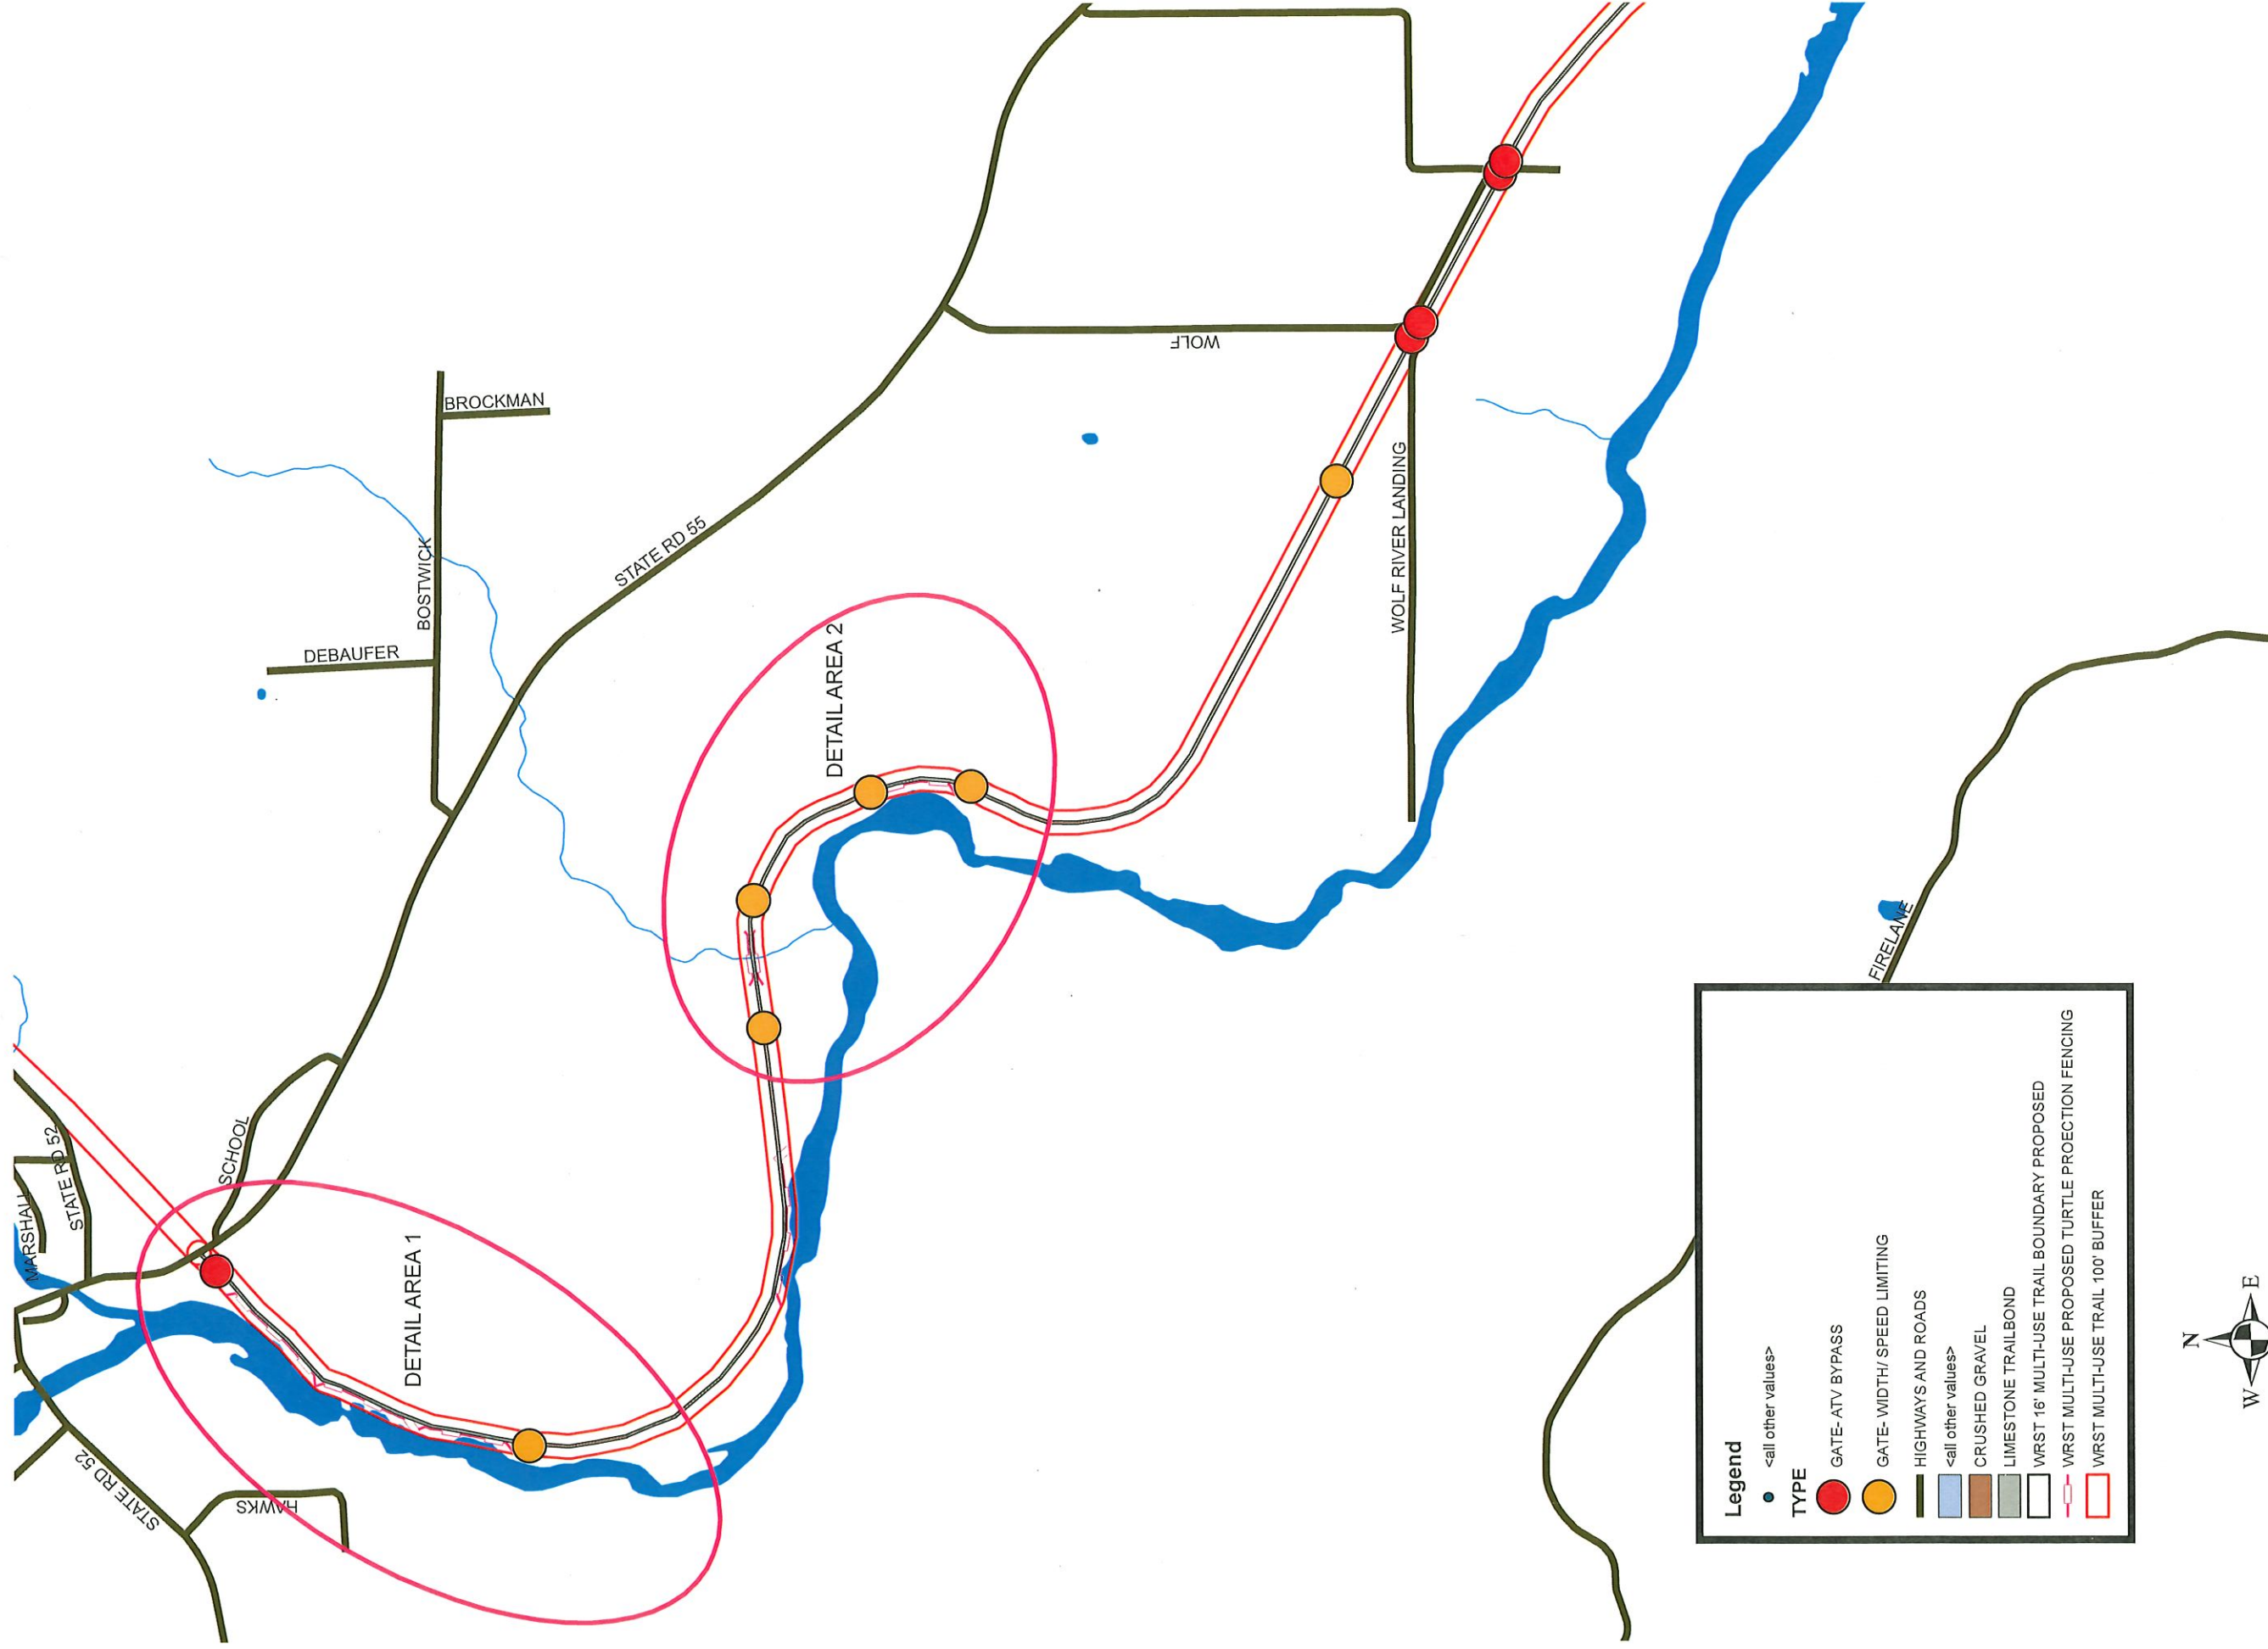 MARSHALL
STATE RD 52
SCHOOL
STATE RD 52
HAWKS
DETAIL AREA 1
DEBAUFER
BOSTWICK
BROCKMAN
STATE RD 55
DETAIL AREA 2
WOLF
WOLF RIVER LANDING
FIRELANE
Legend
<all other values>
TYPE
GATE- ATV BYPASS
GATE- WIDTH/ SPEED LIMITING
HIGHWAYS AND ROADS
<all other values>
CRUSHED GRAVEL
LIMESTONE TRAILBOND
WRST 16' MULTI-USE TRAIL BOUNDARY PROPOSED
WRST MULTI-USE PROPOSED TURTLE PROECTION FENCING
WRST MULTI-USE TRAIL 100' BUFFER
N
W
E